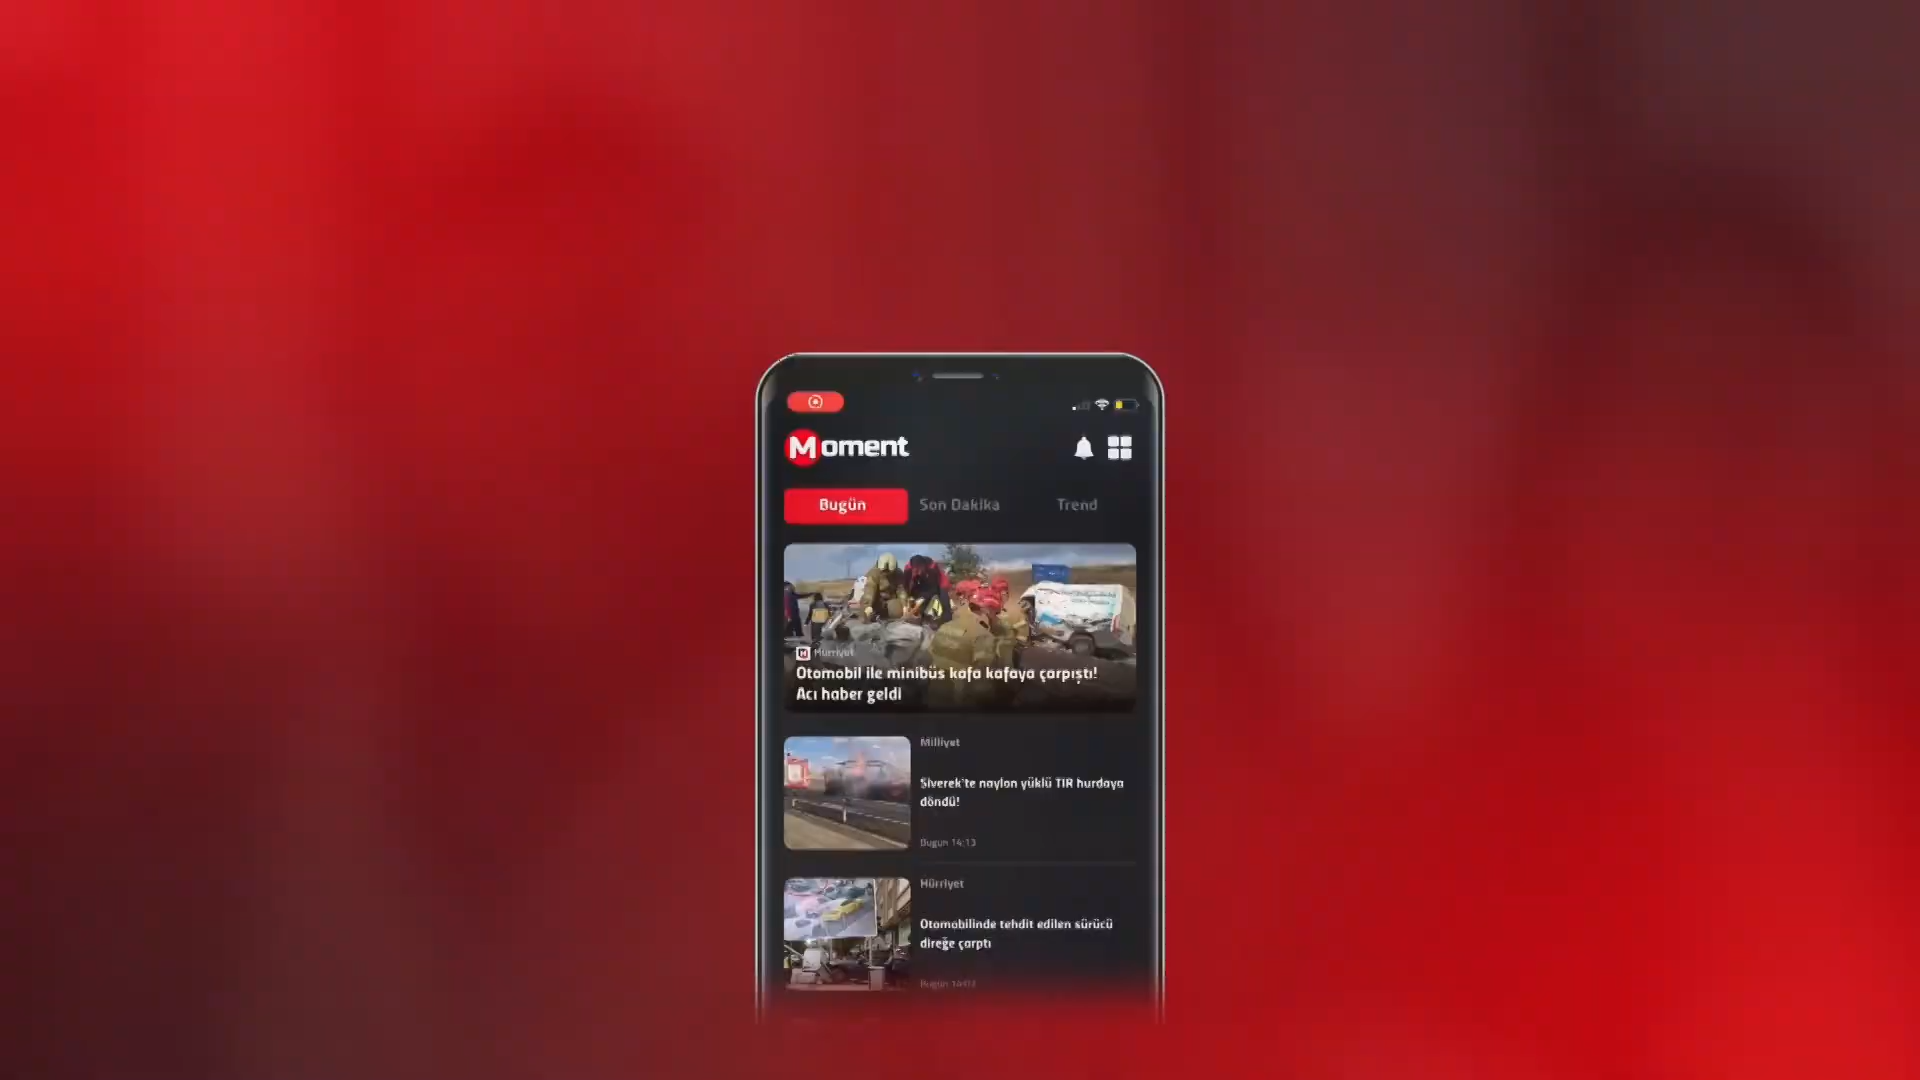 Moment
Bugün Son Dakika Trend
Hürriyet
Otomobil ile minibüs kafa kafaya çarpıştı!
Acı haber geldi
Milliyet
Siverek'te naylon yüklü TIR hurdaya
döndü!
Bugün 14:13
Hürriyet
Otomobilinde tehdit edilen sürücü
direğe çarptı
Bugün